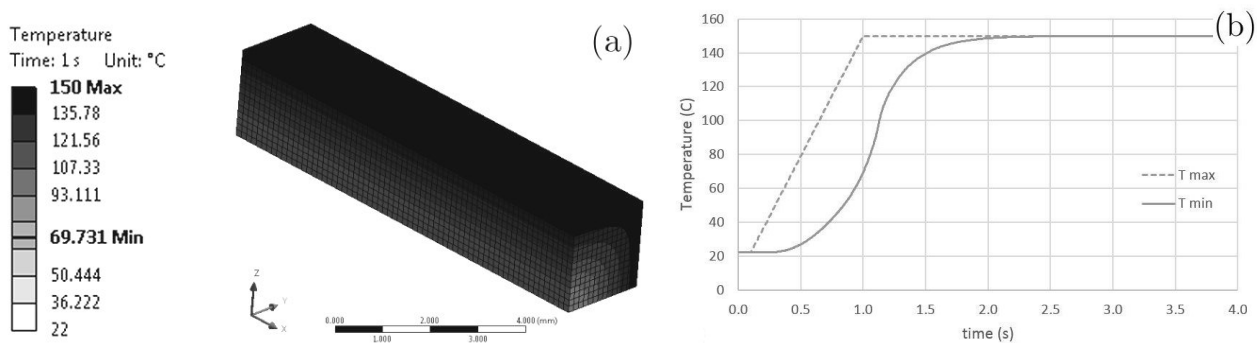 Temperature
Time: 1 s Unit: °C
150 Max
135.78
121.56
107.33
93.111
69.731 Min
50.444
36.222
22
(a)
Z
Y
X
0.000 2.000 4.000 (mm)
1.000 3.000
(b)
Temperature (C)
160
140
120
100
80
60
40
20
0
T max
T min
0.0 0.5 1.0 1.5 2.0 2.5 3.0 3.5 4.0
time (s)